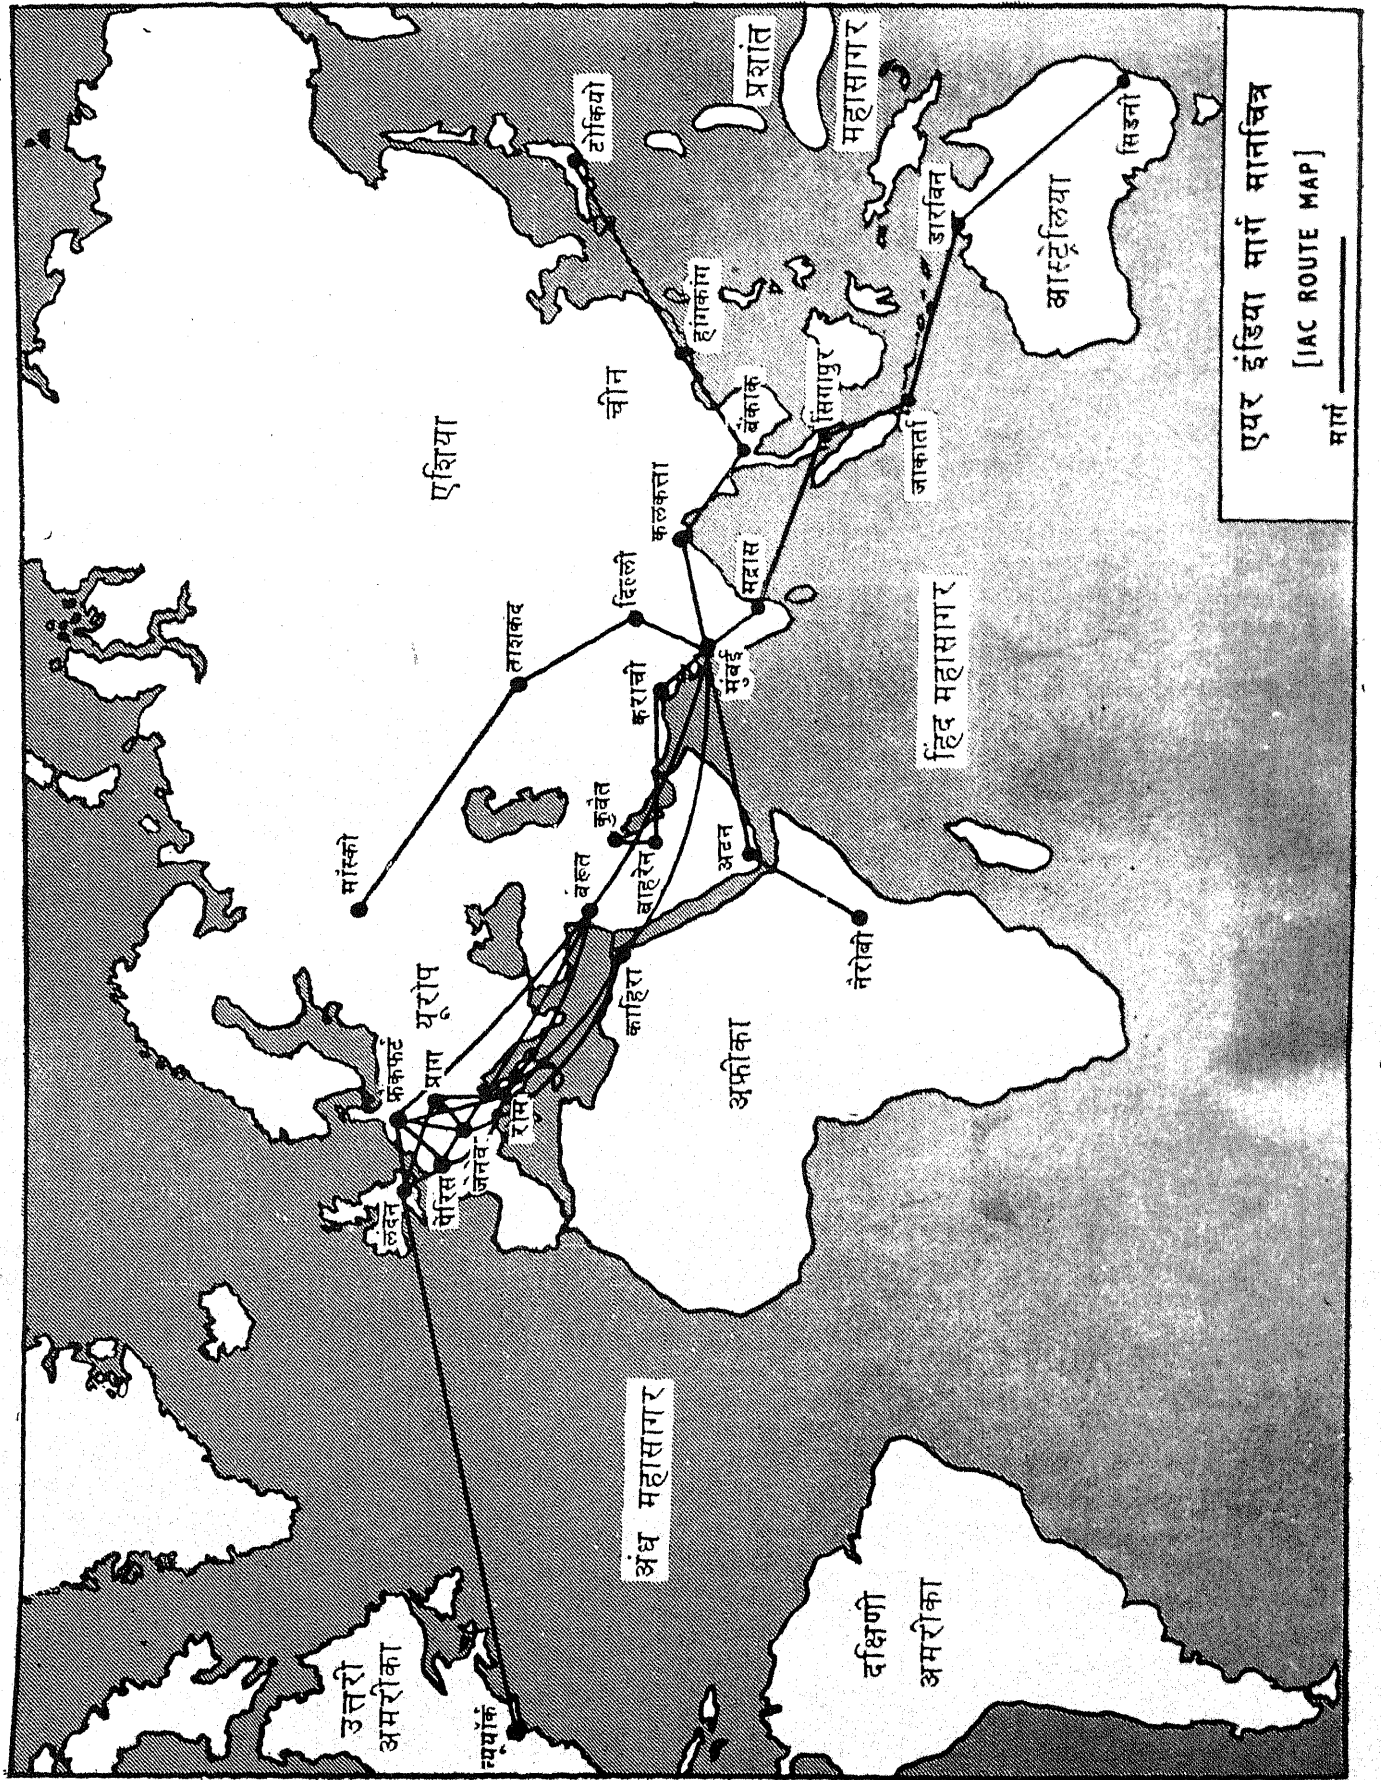 एयर इंडिया मार्ग मानचित्र
[IAC ROUTE MAP]
मार्ग
उत्तरी
अमरीका
न्यूयॉर्क
अंध महासागर
दक्षिणी
अमरीका
लंदन
पेरिस
फ्रंकफर्ट
प्राग
जेनेवा
रोम
यूरोप
मॉस्को
काहिरा
बेरूत
कुवैत
बाहरेन
अदन
नैरोबी
अफ्रीका
ताशकंद
दिल्ली
कराची
मुंबई
कलकत्ता
मद्रास
एशिया
चीन
बैंकाक
हांगकांग
टोकियो
सिंगापुर
जाकार्ता
डारविन
सिडनी
आस्ट्रेलिया
हिंद महासागर
प्रशांत
महासागर